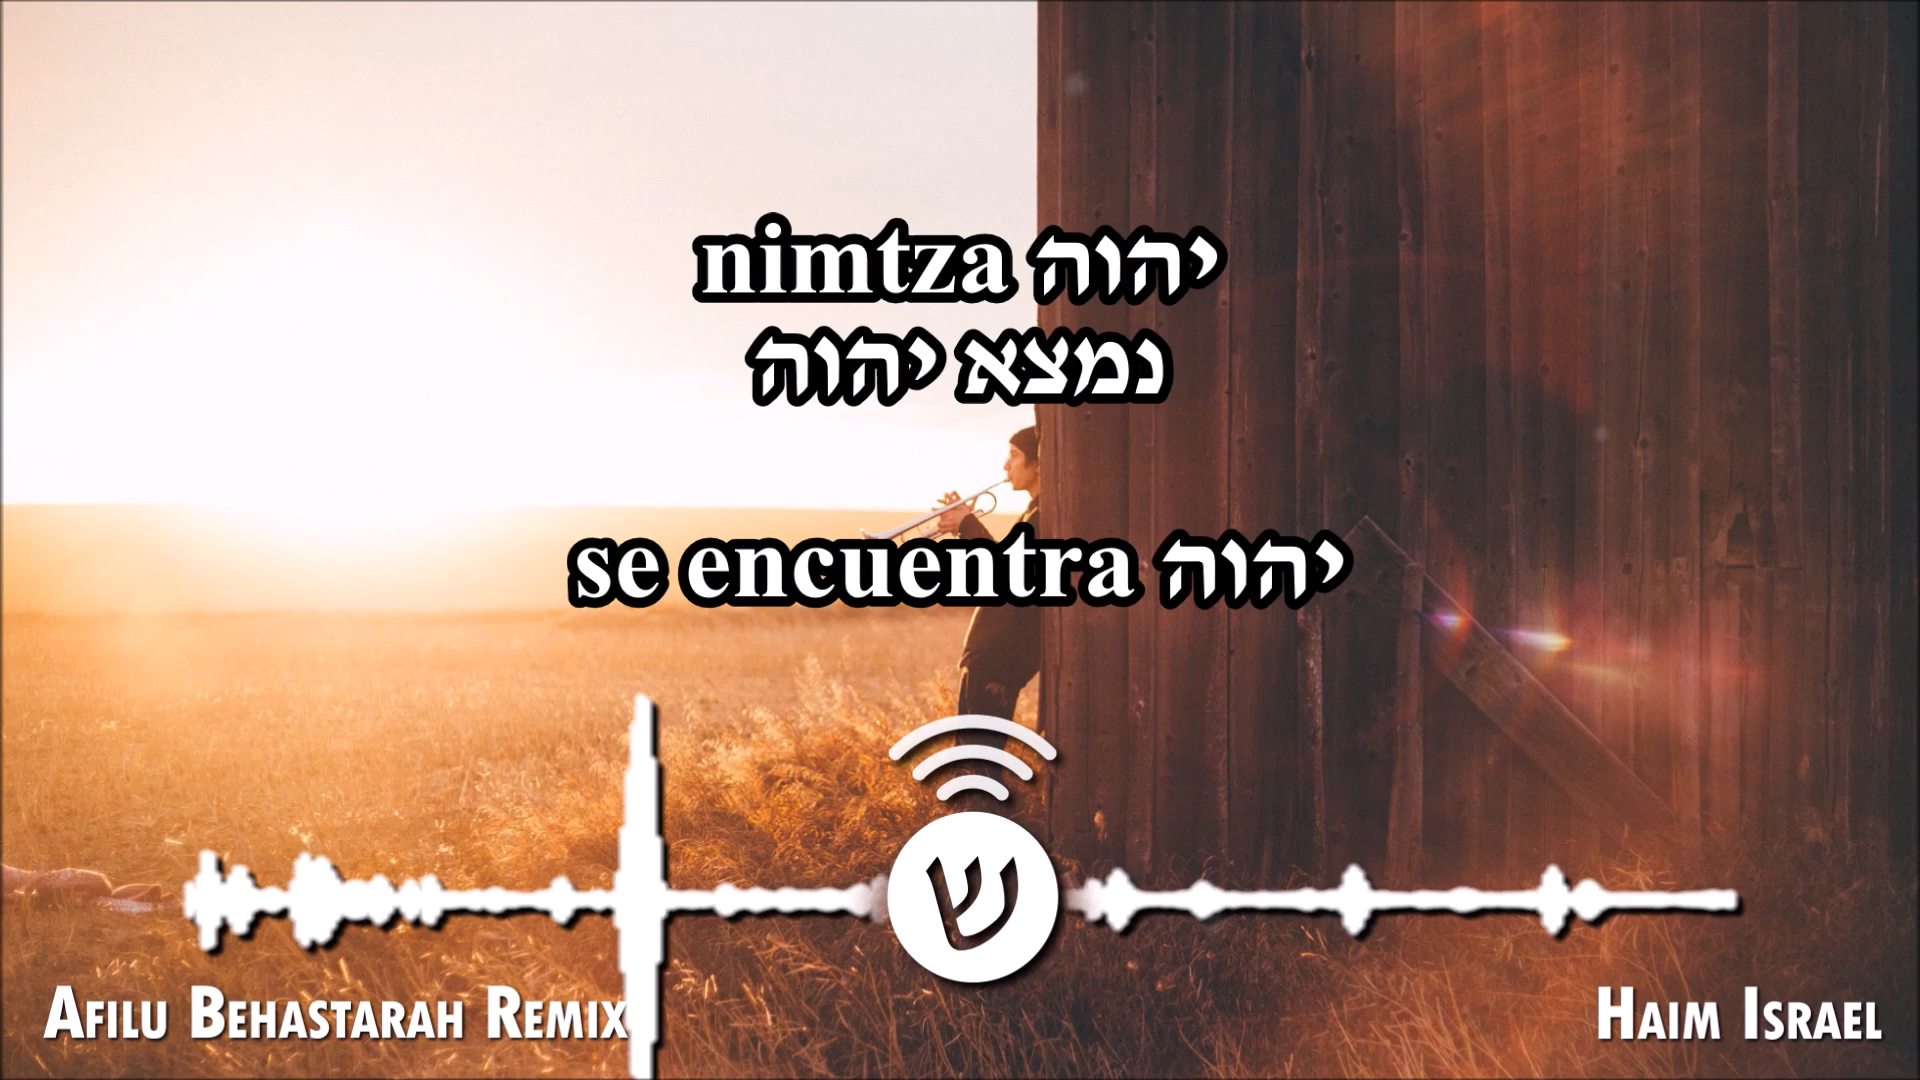 nimtza יהוה
נמצא יהוה
se encuentra יהוה
ש
AFILU BEHASTARAH REMIX
HAIM ISRAEL